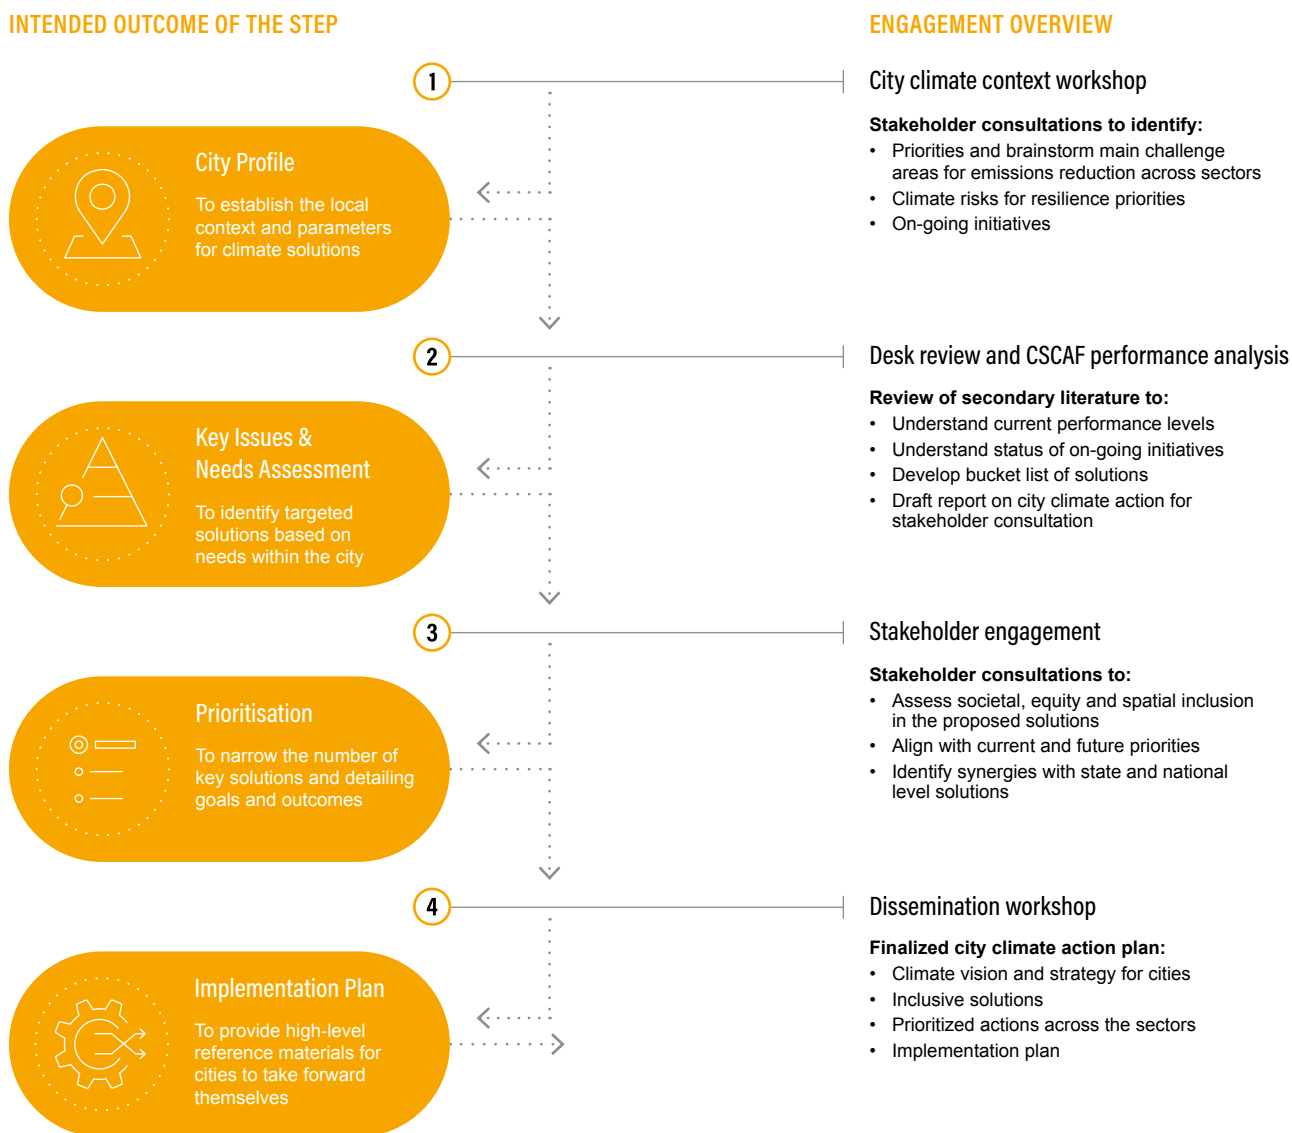 INTENDED OUTCOME OF THE STEP
ENGAGEMENT OVERVIEW
1
City climate context workshop
Stakeholder consultations to identify:
• Priorities and brainstorm main challenge
areas for emissions reduction across sectors
• Climate risks for resilience priorities
• On-going initiatives
City Profile
To establish the local
context and parameters
for climate solutions
2
Desk review and CSCAF performance analysis
Review of secondary literature to:
• Understand current performance levels
• Understand status of on-going initiatives
• Develop bucket list of solutions
• Draft report on city climate action for
stakeholder consultation
Key Issues &
Needs Assessment
To identify targeted
solutions based on
needs within the city
3
Stakeholder engagement
Stakeholder consultations to:
• Assess societal, equity and spatial inclusion
in the proposed solutions
• Align with current and future priorities
• Identify synergies with state and national
level solutions
Prioritisation
To narrow the number of
key solutions and detailing
goals and outcomes
4
Dissemination workshop
Finalized city climate action plan:
• Climate vision and strategy for cities
• Inclusive solutions
• Prioritized actions across the sectors
• Implementation plan
Implementation Plan
To provide high-level
reference materials for
cities to take forward
themselves